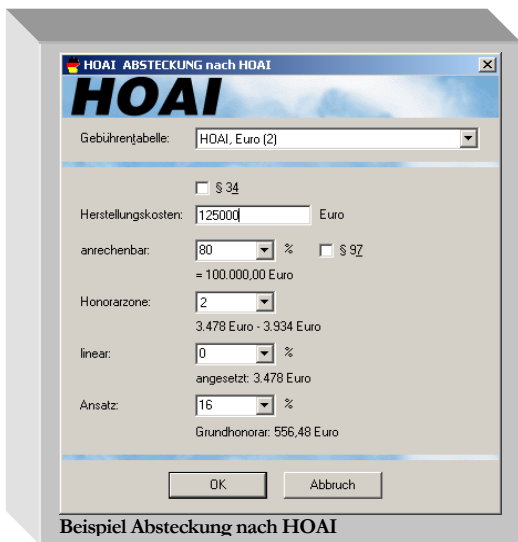 HOAI ABSTECKUNG nach HOAI
HOAI
Gebührentabelle: HOAI, Euro (2)
§ 34
Herstellungskosten: 125000 Euro
anrechenbar: 80 % § 97
= 100.000,00 Euro
Honorarzone: 2
3.478 Euro - 3.934 Euro
linear: 0 %
angesetzt: 3.478 Euro
Ansatz: 16 %
Grundhonorar: 556,48 Euro
OK Abbruch
Beispiel Absteckung nach HOAI